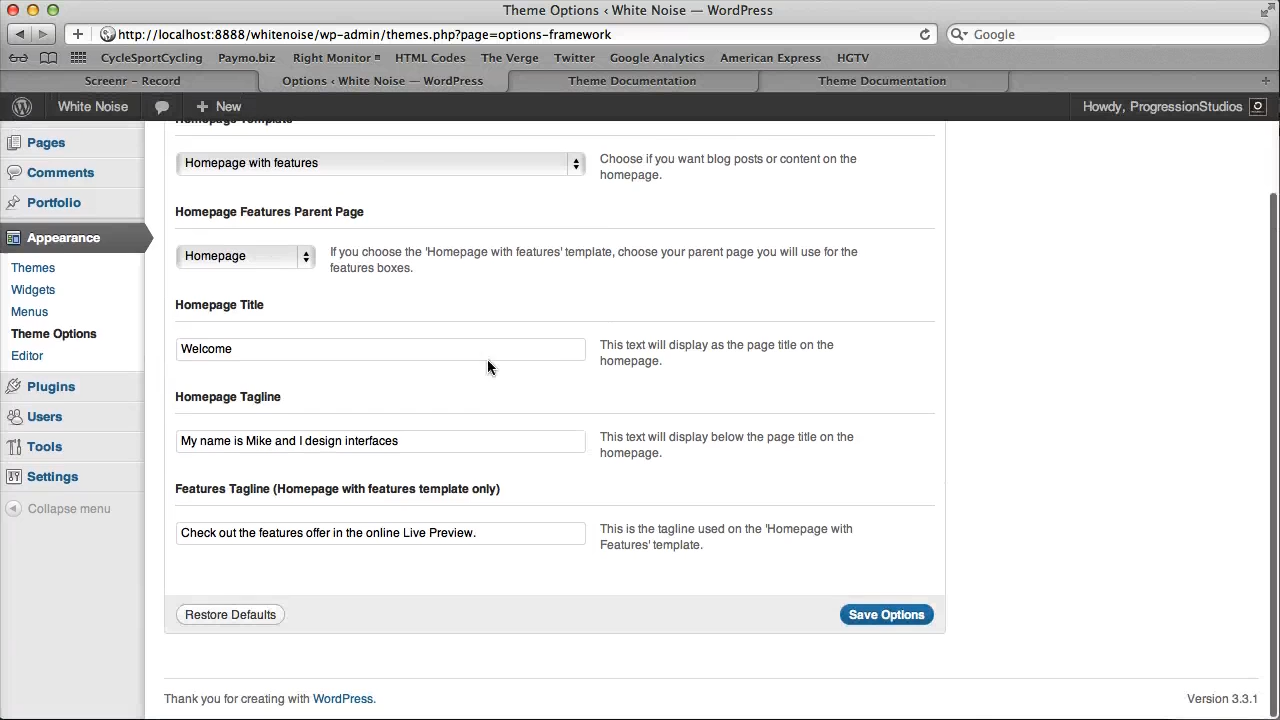 Theme Options ‹ White Noise — WordPress
http://localhost:8888/whitenoise/wp-admin/themes.php?page=options-framework
Google
CycleSportCycling Paymo.biz Right Monitor HTML Codes The Verge Twitter Google Analytics American Express HGTV
Screenr – Record
Options ‹ White Noise — WordPress
Theme Documentation
Theme Documentation
White Noise
New
Howdy, ProgressionStudios
Pages
Comments
Portfolio
Appearance
Themes
Widgets
Menus
Theme Options
Editor
Plugins
Users
Tools
Settings
Collapse menu
Homepage Template
Homepage with features
Choose if you want blog posts or content on the
homepage.
Homepage Features Parent Page
Homepage
If you choose the 'Homepage with features' template, choose your parent page you will use for the
features boxes.
Homepage Title
Welcome
This text will display as the page title on the
homepage.
Homepage Tagline
My name is Mike and I design interfaces
This text will display below the page title on the
homepage.
Features Tagline (Homepage with features template only)
Check out the features offer in the online Live Preview.
This is the tagline used on the 'Homepage with
Features' template.
Restore Defaults
Save Options
Thank you for creating with WordPress.
Version 3.3.1